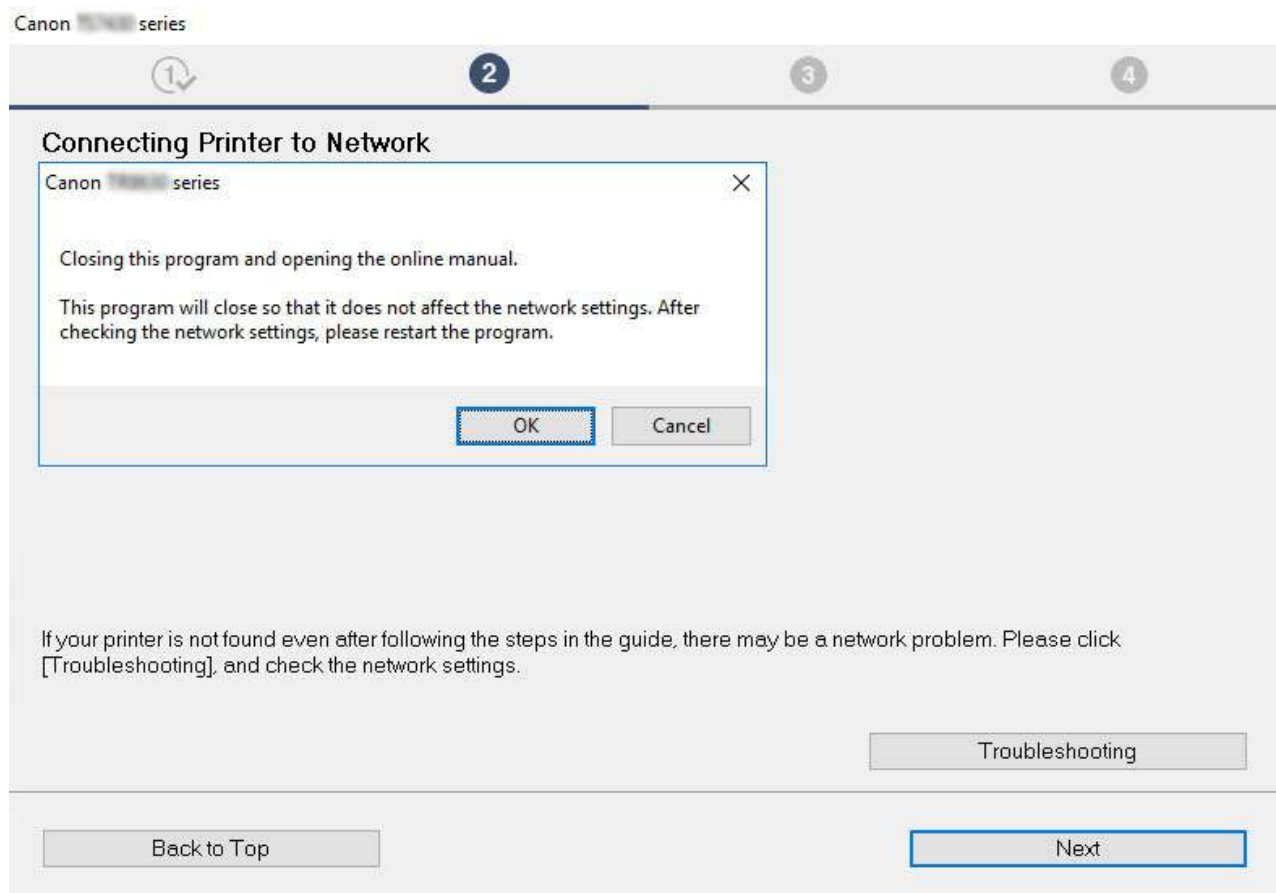 Canon series
1 2 3 4
Connecting Printer to Network
Canon series
Closing this program and opening the online manual.
This program will close so that it does not affect the network settings. After
checking the network settings, please restart the program.
OK Cancel
If your printer is not found even after following the steps in the guide, there may be a network problem. Please click
[Troubleshooting], and check the network settings.
Troubleshooting
Back to Top Next